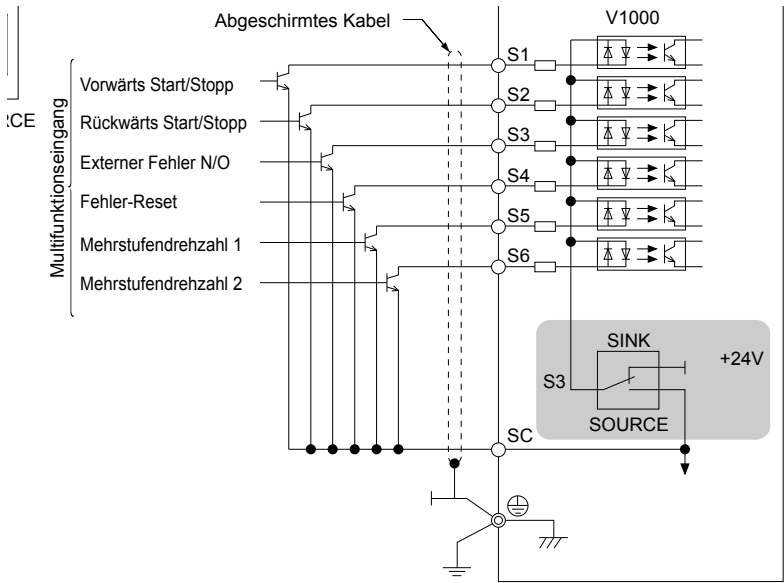 Abgeschirmtes Kabel
V1000
RCE
Multifunktionseingang
Vorwärts Start/Stopp
Rückwärts Start/Stopp
Externer Fehler N/O
Fehler-Reset
Mehrstufendrehzahl 1
Mehrstufendrehzahl 2
S1
S2
S3
S4
S5
S6
SINK
+24V
S3
SOURCE
SC